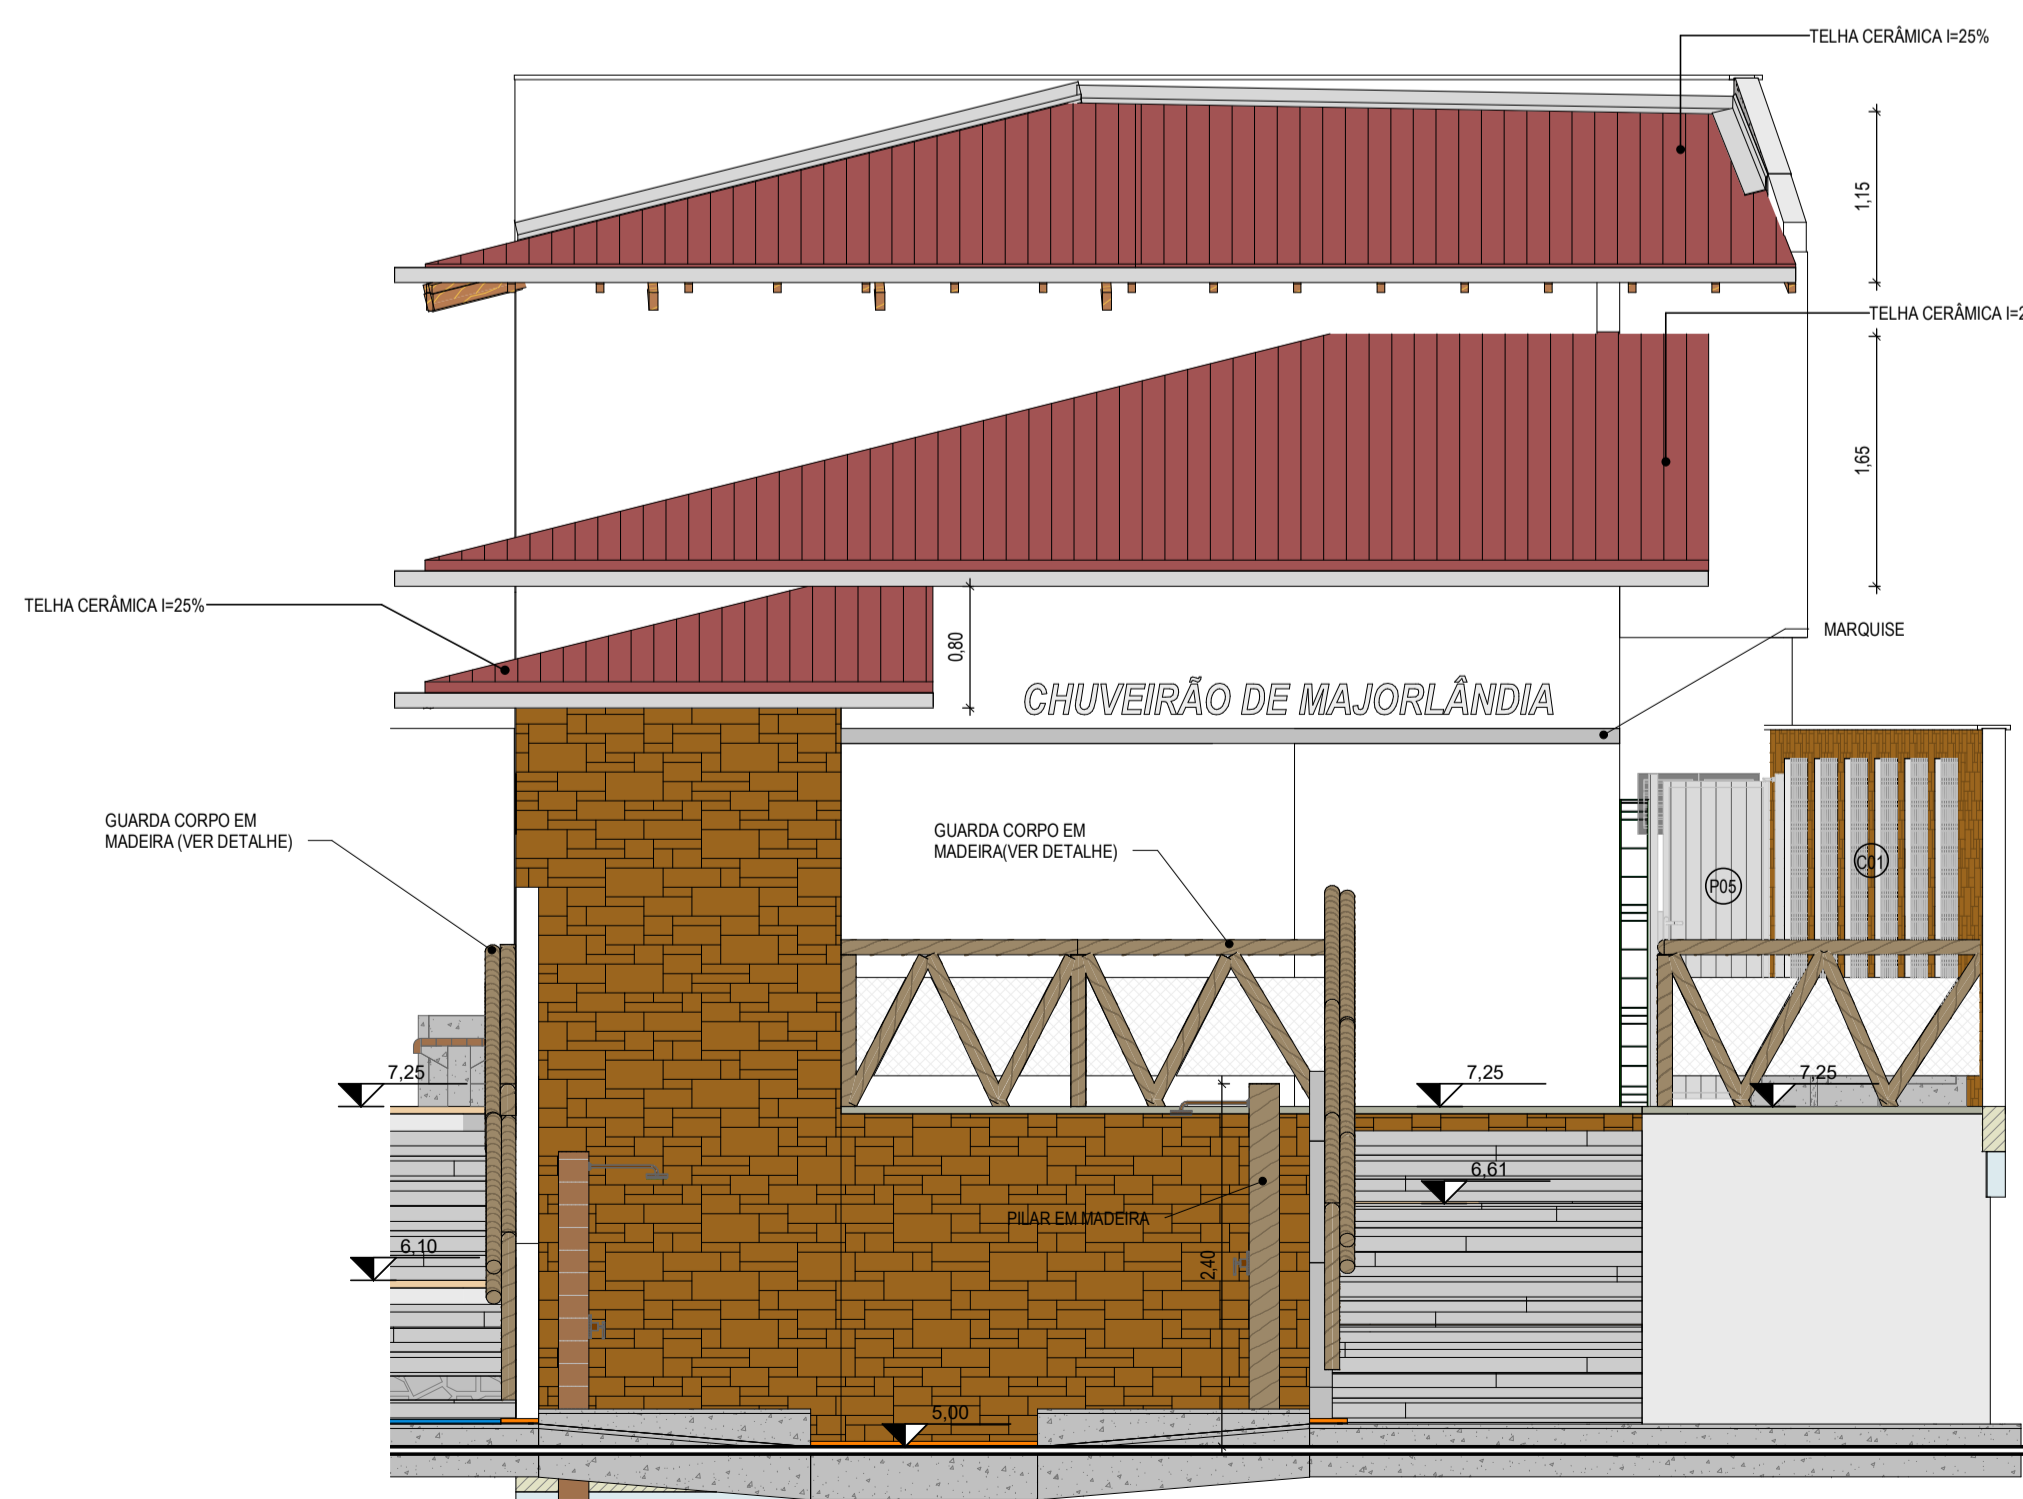 TELHA CERÂMICA I=25%
1,15
TELHA CERÂMICA I=2
1,65
TELHA CERÂMICA I=25%
0,80
MARQUISE
CHUVEIRÃO DE MAJORLÂNDIA
GUARDA CORPO EM
MADEIRA (VER DETALHE)
GUARDA CORPO EM
MADEIRA(VER DETALHE)
C01
P05
7,25
7,25
7,25
6,61
PILAR EM MADEIRA
6,10
2,40
5,00